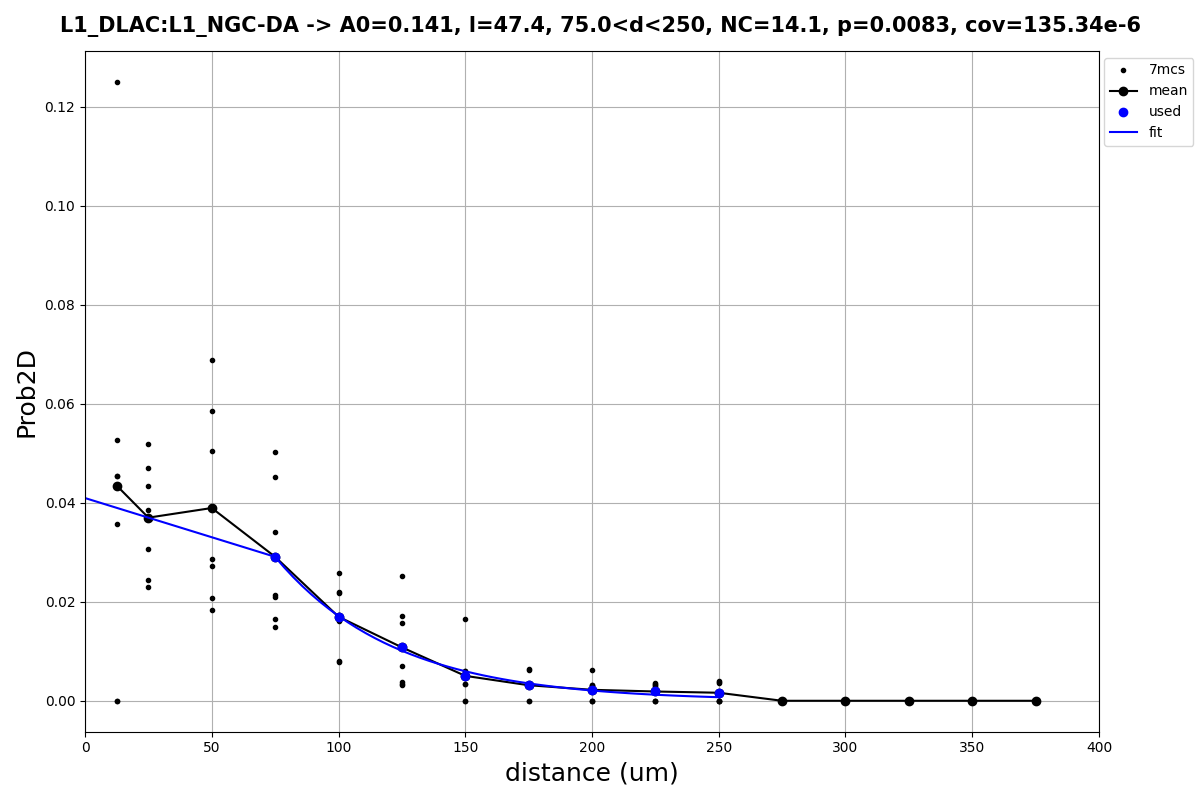 L1_DLAC:L1_NGC-DA -> A0=0.141, l=47.4, 75.0<d<250, NC=14.1, p=0.0083, cov=135.34e-6
7mcs
mean
used
fit
0.12
0.10
0.08
0.06
0.04
0.02
0.00
Prob2D
0 50 100 150 200 250 300 350 400
distance (um)